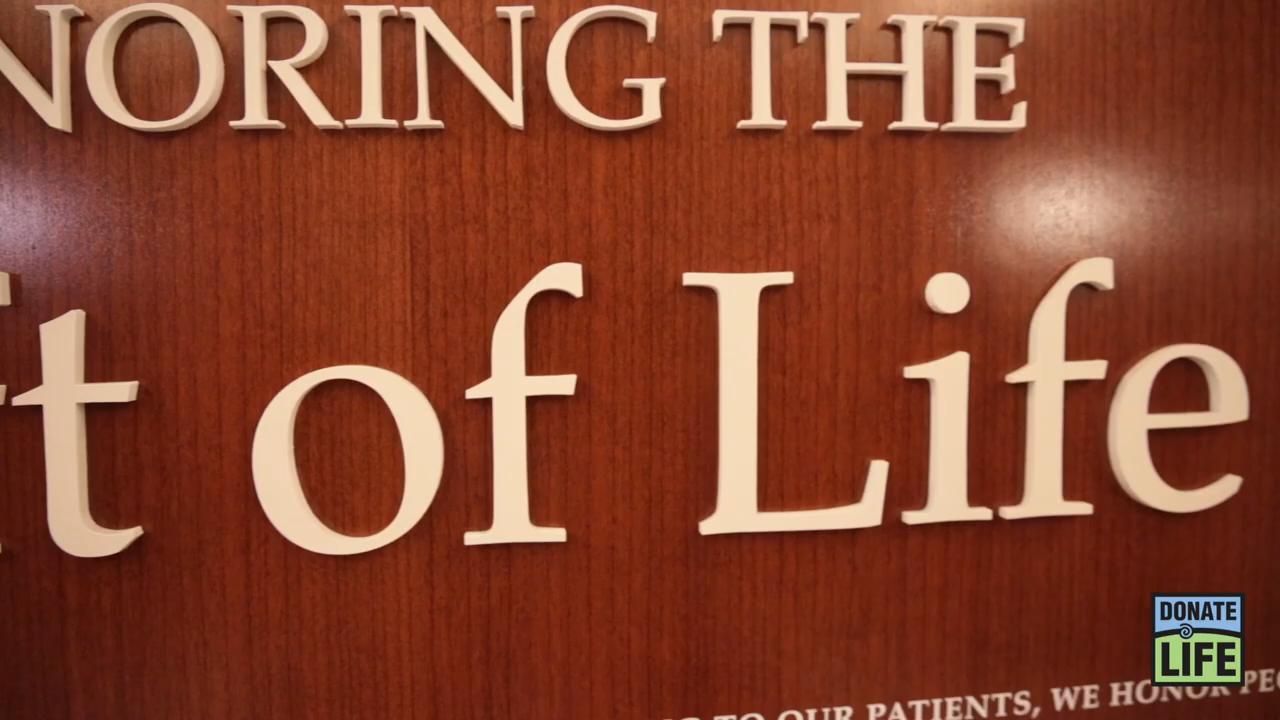 NORING THE
t of Life
TO OUR PATIENTS, WE HONOR
DONATE
LIFE